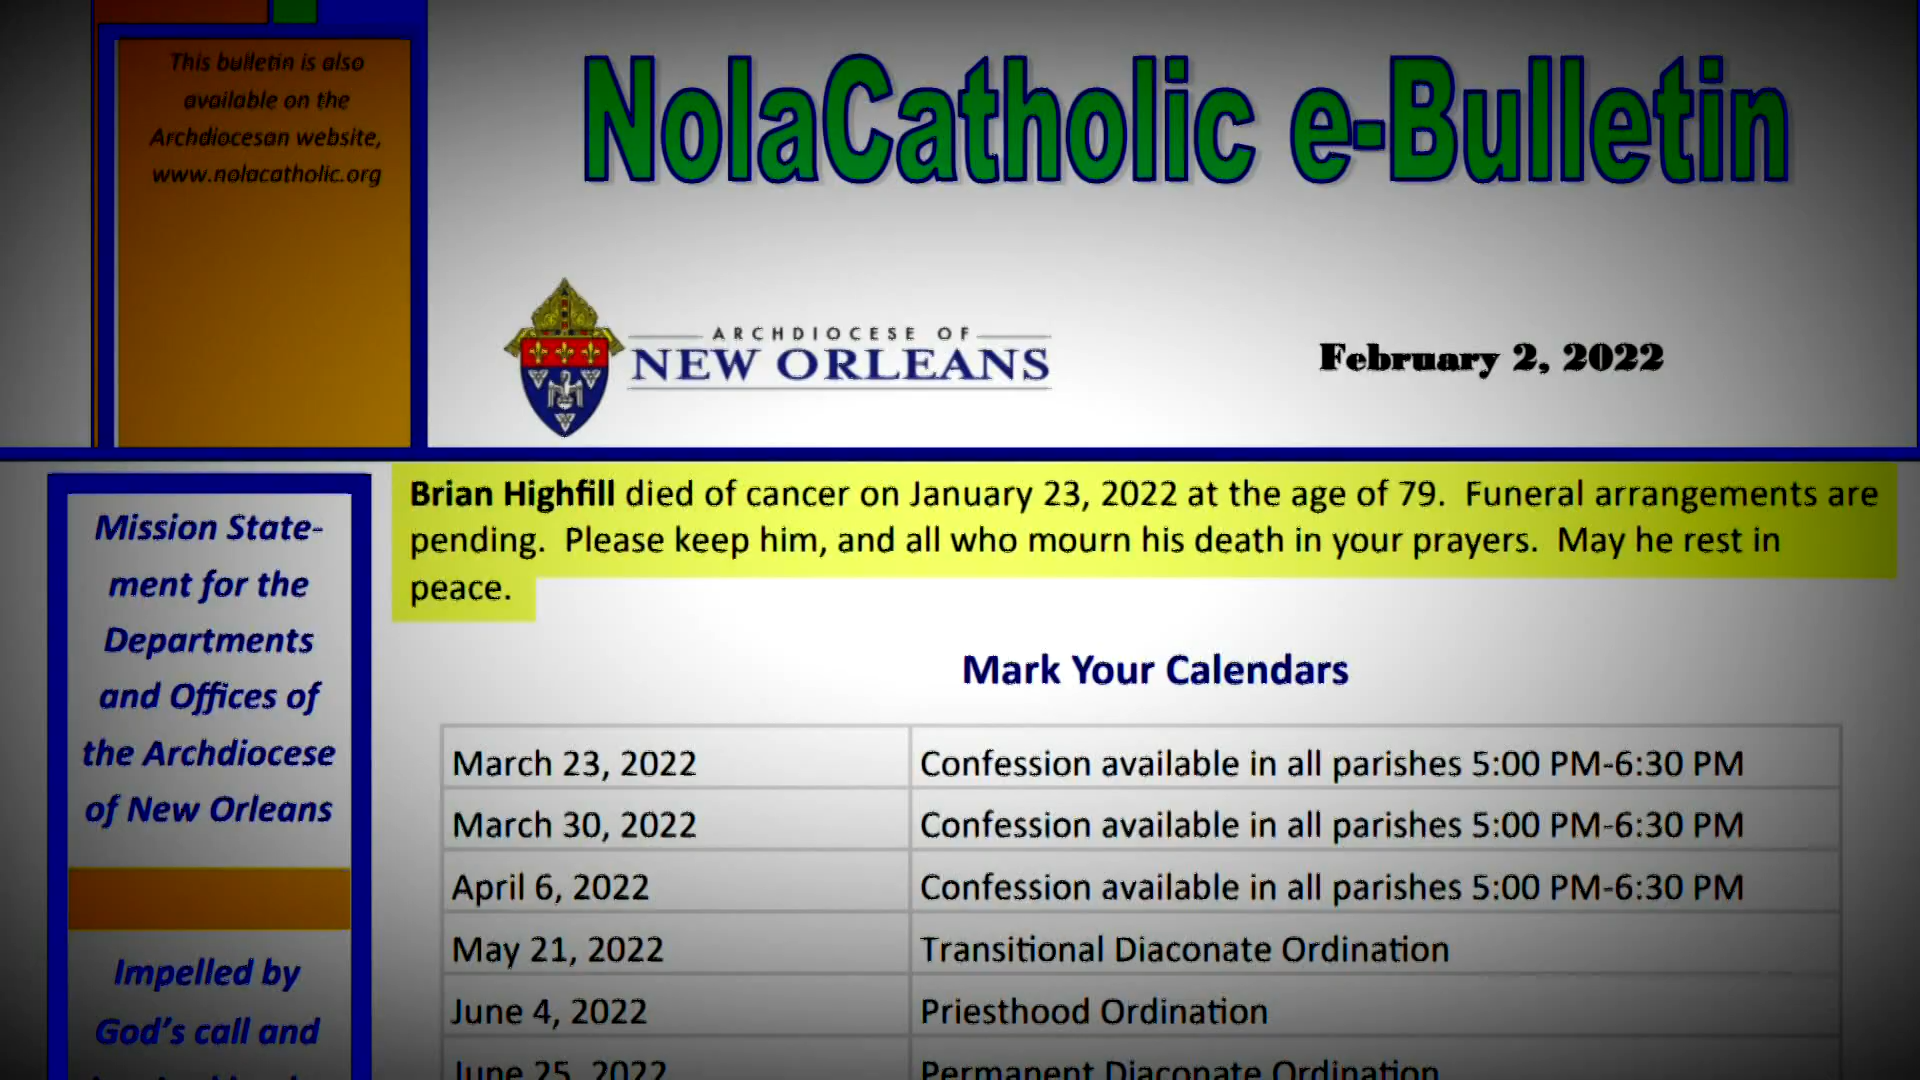 This bulletin is also
available on the
Archdiocesan website,
www.nolacatholic.org
NolaCatholic e-Bulletin
ARCHDIOCESE OF
NEW ORLEANS
February 2, 2022
Mission State-
ment for the
Departments
and Offices of
the Archdiocese
of New Orleans
Impelled by
God's call and
Brian Highfill died of cancer on January 23, 2022 at the age of 79. Funeral arrangements are
pending. Please keep him, and all who mourn his death in your prayers. May he rest in
peace.
Mark Your Calendars
March 23, 2022 Confession available in all parishes 5:00 PM-6:30 PM
March 30, 2022 Confession available in all parishes 5:00 PM-6:30 PM
April 6, 2022 Confession available in all parishes 5:00 PM-6:30 PM
May 21, 2022 Transitional Diaconate Ordination
June 4, 2022 Priesthood Ordination
June 25, 2022 Permanent Diaconate Ordination